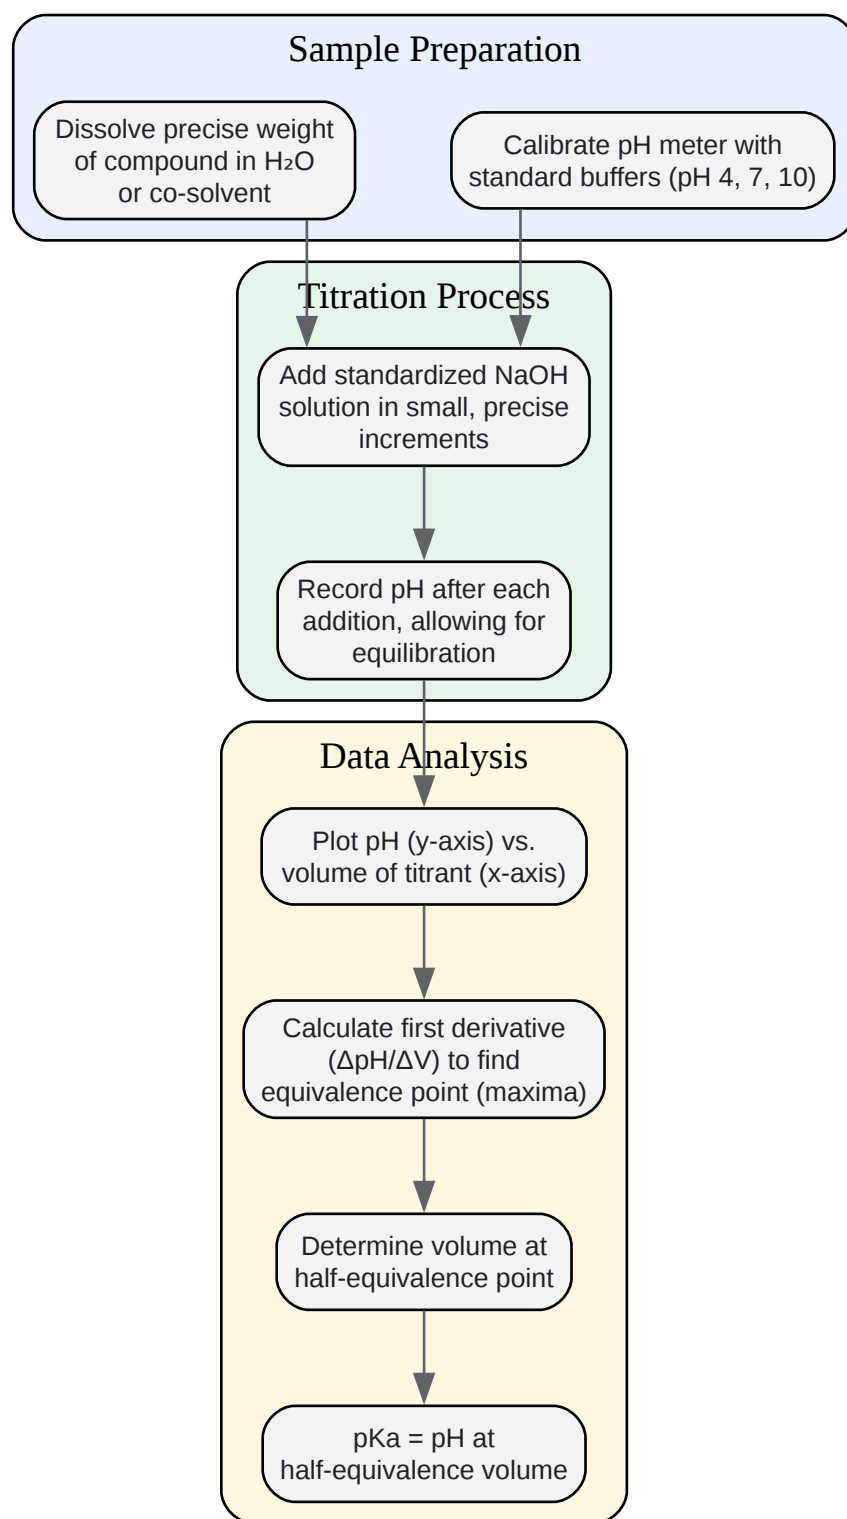 Sample Preparation
Dissolve precise weight
of compound in H₂O
or co-solvent
Calibrate pH meter with
standard buffers (pH 4, 7, 10)
Titration Process
Add standardized NaOH
solution in small, precise
increments
Record pH after each
addition, allowing for
equilibration
Data Analysis
Plot pH (y-axis) vs.
volume of titrant (x-axis)
Calculate first derivative
(ΔpH/ΔV) to find
equivalence point (maxima)
Determine volume at
half-equivalence point
pKa = pH at
half-equivalence volume